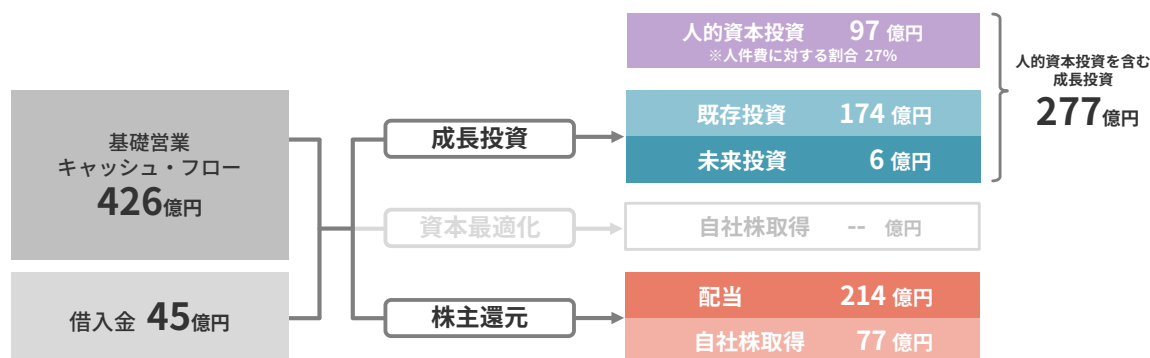 人的資本投資 97 億円
※人件費に対する割合 27%
人的資本投資を含む
成長投資
277億円
基礎営業
キャッシュ・フロー
426億円
借入金 45億円
成長投資
既存投資 174 億円
未来投資 6 億円
資本最適化
自社株取得 -- 億円
株主還元
配当 214 億円
自社株取得 77 億円